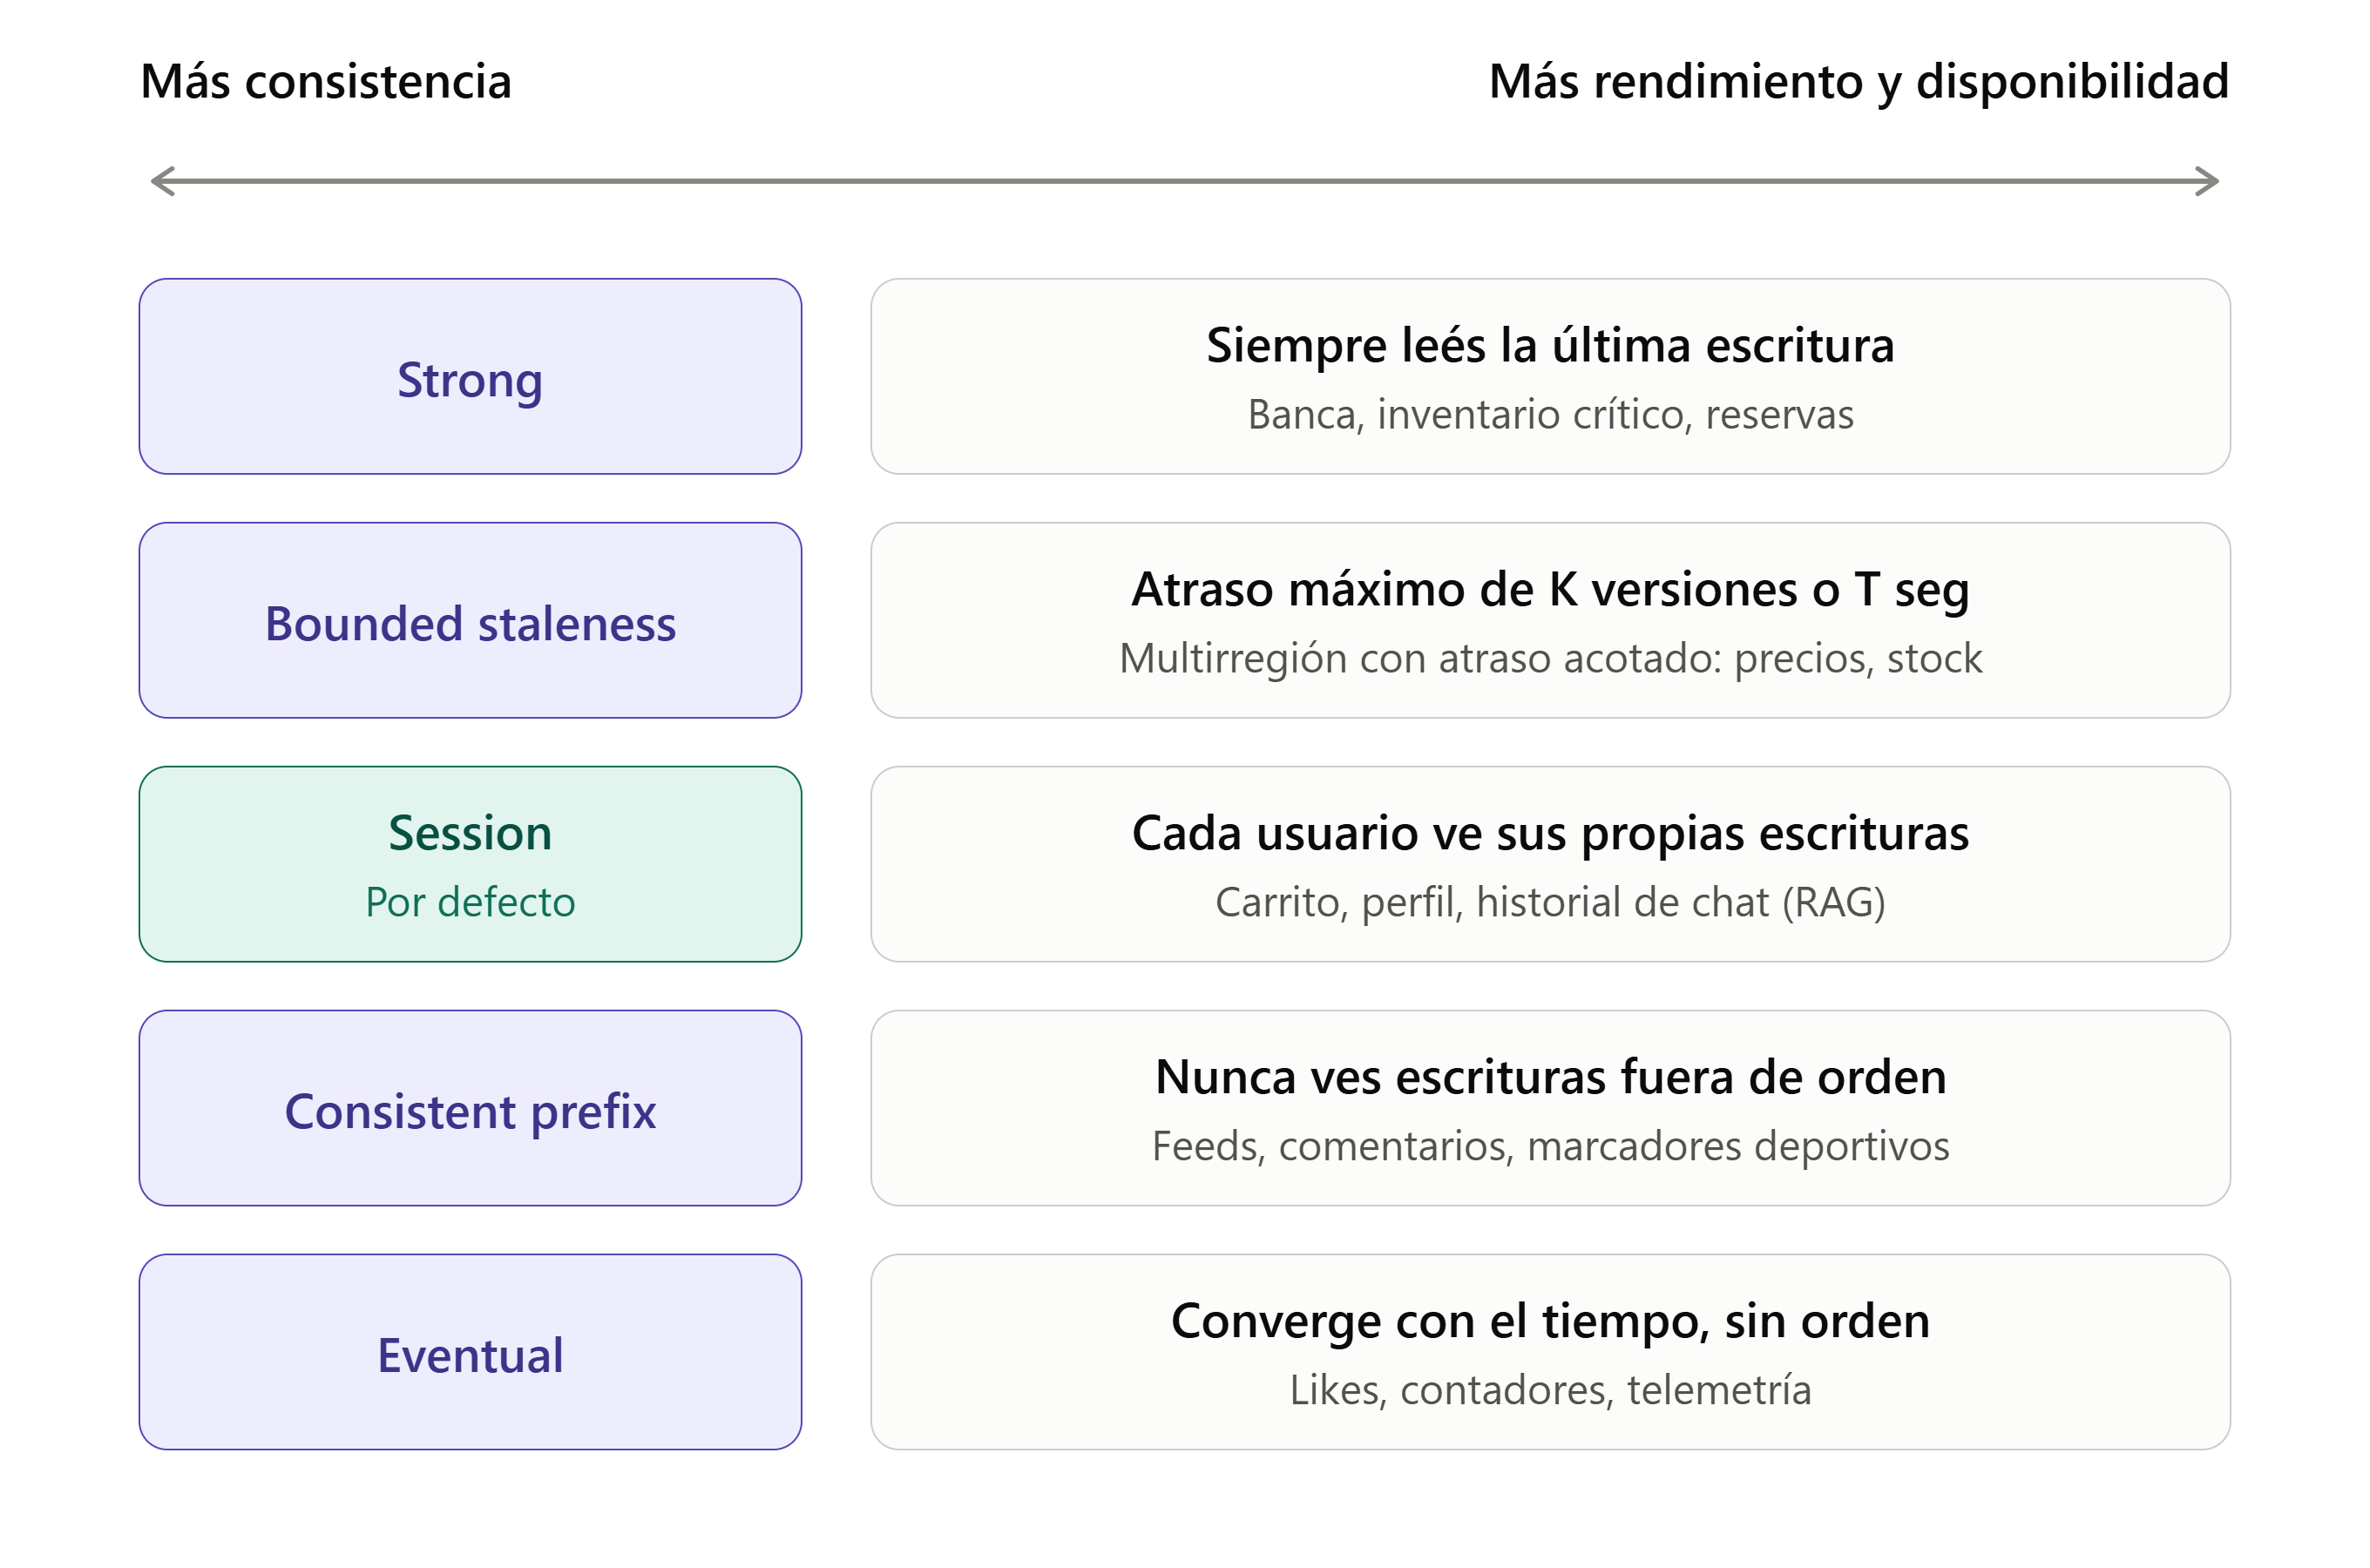 Más consistencia
Más rendimiento y disponibilidad
Strong
Siempre leés la última escritura
Banca, inventario crítico, reservas
Bounded staleness
Atraso máximo de K versiones o T seg
Multirregión con atraso acotado: precios, stock
Session
Por defecto
Cada usuario ve sus propias escrituras
Carrito, perfil, historial de chat (RAG)
Consistent prefix
Nunca ves escrituras fuera de orden
Feeds, comentarios, marcadores deportivos
Eventual
Converge con el tiempo, sin orden
Likes, contadores, telemetría